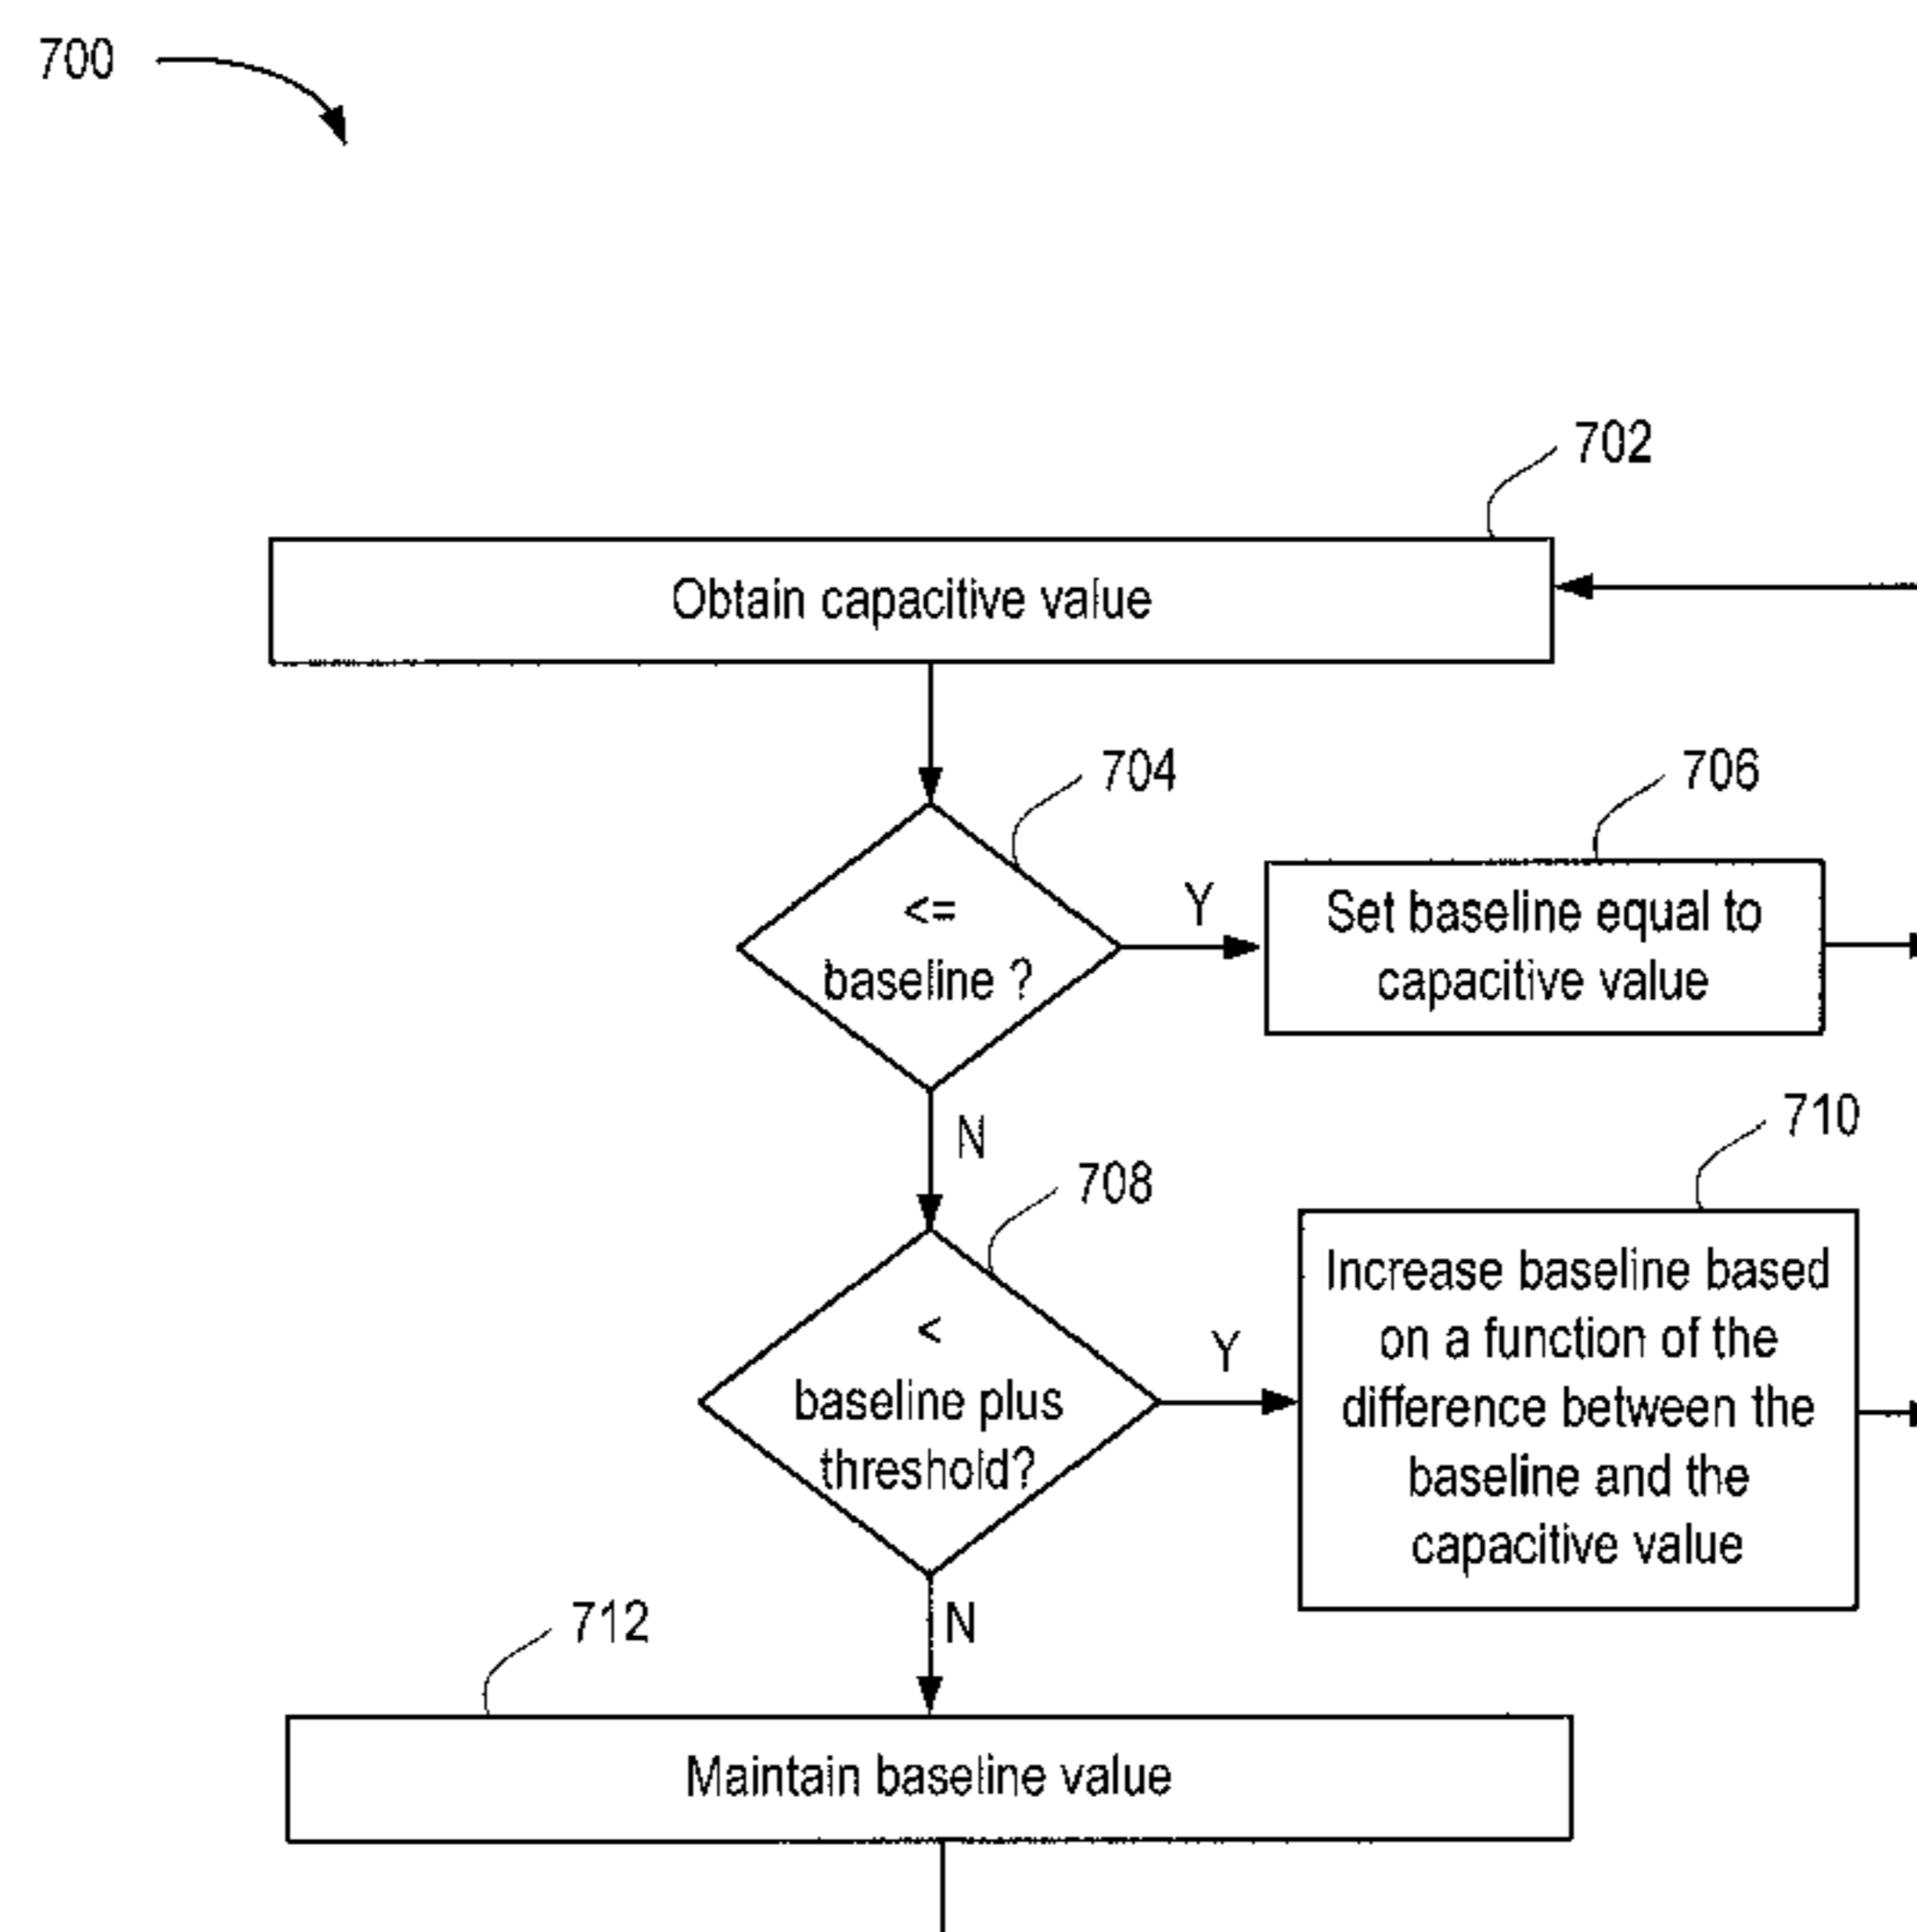 700
702
Obtain capacitive value
704
706
<=
baseline ?
Y
Set baseline equal to
capacitive value
N
708
710
<
baseline plus
threshold?
Y
Increase baseline based
on a function of the
difference between the
baseline and the
capacitive value
N
712
Maintain baseline value